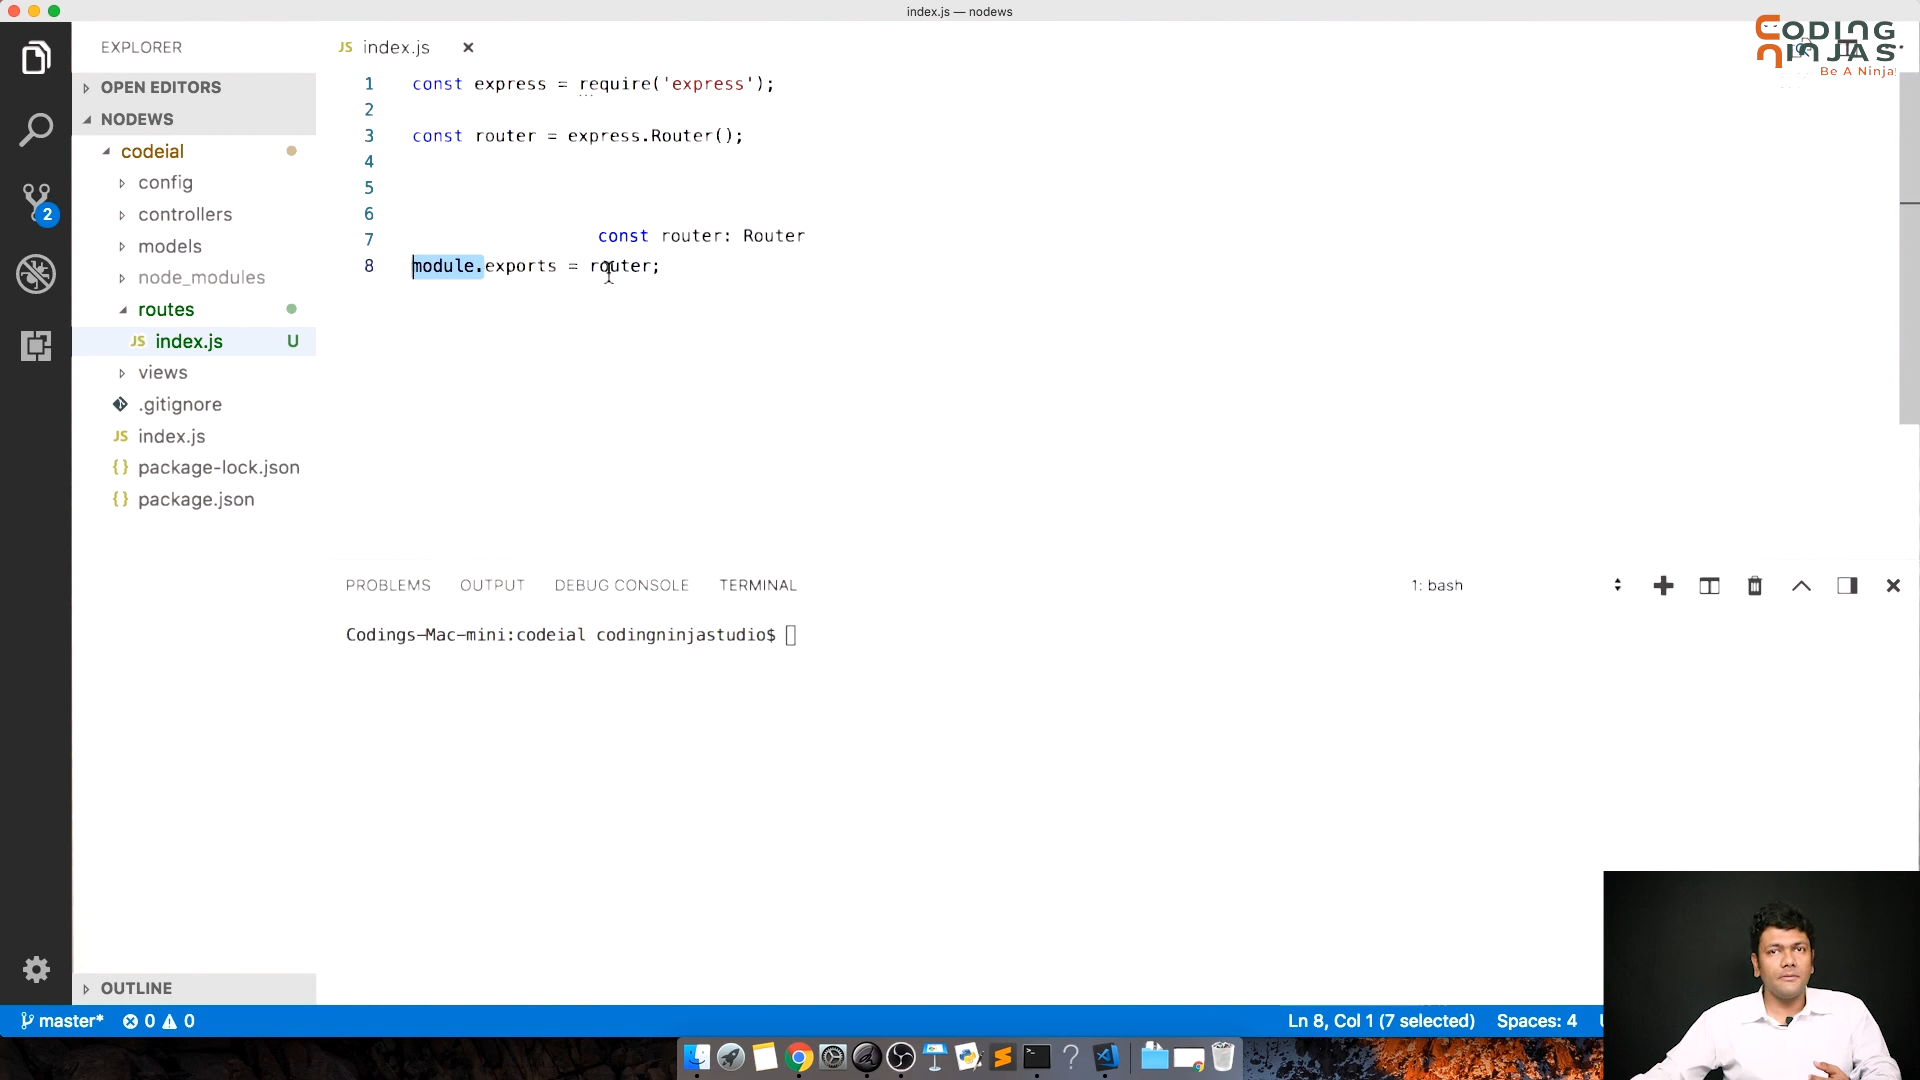 index.js — nodews
CODING
NINJAS
Be A Ninja!
EXPLORER
OPEN EDITORS
NODEWS
codeial
config
controllers
models
node_modules
routes
JS index.js U
views
.gitignore
JS index.js
{} package-lock.json
{} package.json
OUTLINE
2
JS index.js
1 const express = require('express');
2
3 const router = express.Router();
4
5
6
7
const router: Router
8 module.exports = router;
PROBLEMS OUTPUT DEBUG CONSOLE TERMINAL
1: bash
Codings-Mac-mini:codeial codingninjastudio$
master* 0 0
Ln 8, Col 1 (7 selected) Spaces: 4